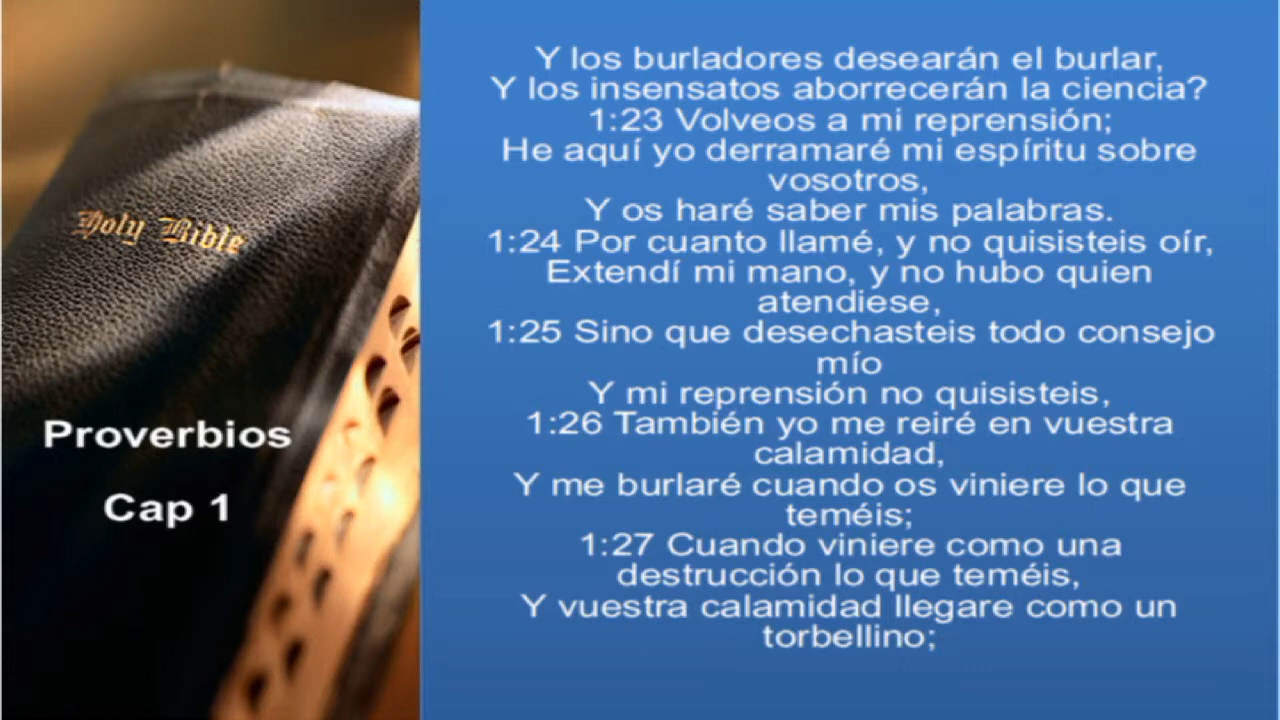 Holy Bible
Proverbios
Cap 1
Y los burladores desearán el burlar,
Y los insensatos aborrecerán la ciencia?
1:23 Volveos a mi reprensión;
He aquí yo derramaré mi espíritu sobre
vosotros,
Y os haré saber mis palabras.
1:24 Por cuanto llamé, y no quisisteis oír,
Extendí mi mano, y no hubo quien
atendiese,
1:25 Sino que desechasteis todo consejo
mío
Y mi reprensión no quisisteis,
1:26 También yo me reiré en vuestra
calamidad,
Y me burlaré cuando os viniere lo que
teméis;
1:27 Cuando viniere como una
destrucción lo que teméis,
Y vuestra calamidad llegare como un
torbellino;